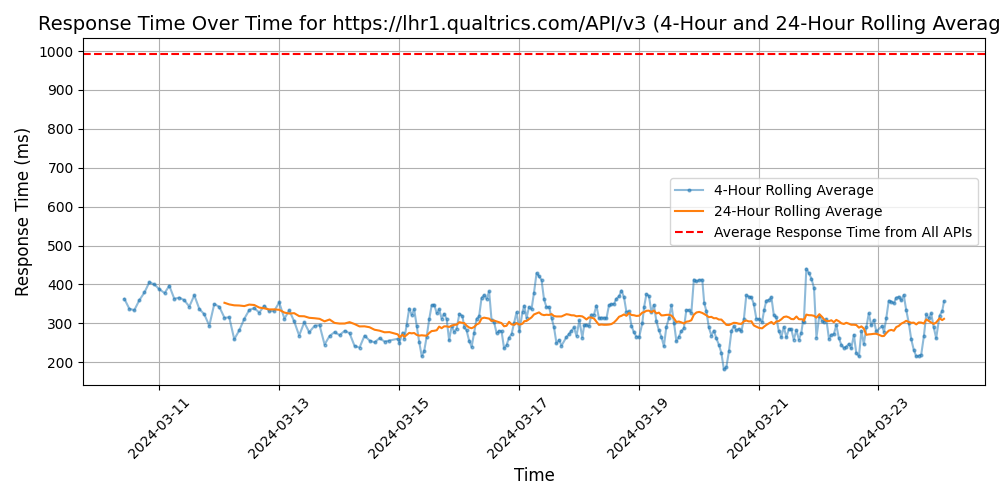 Response Time Over Time for https://lhr1.qualtrics.com/API/v3 (4-Hour and 24-Hour Rolling Averag
1000
900
800
700
600
500
400
300
200
Response Time (ms)
4-Hour Rolling Average
24-Hour Rolling Average
Average Response Time from All APIs
2024-03-11
2024-03-13
2024-03-15
2024-03-17
2024-03-19
2024-03-21
2024-03-23
Time